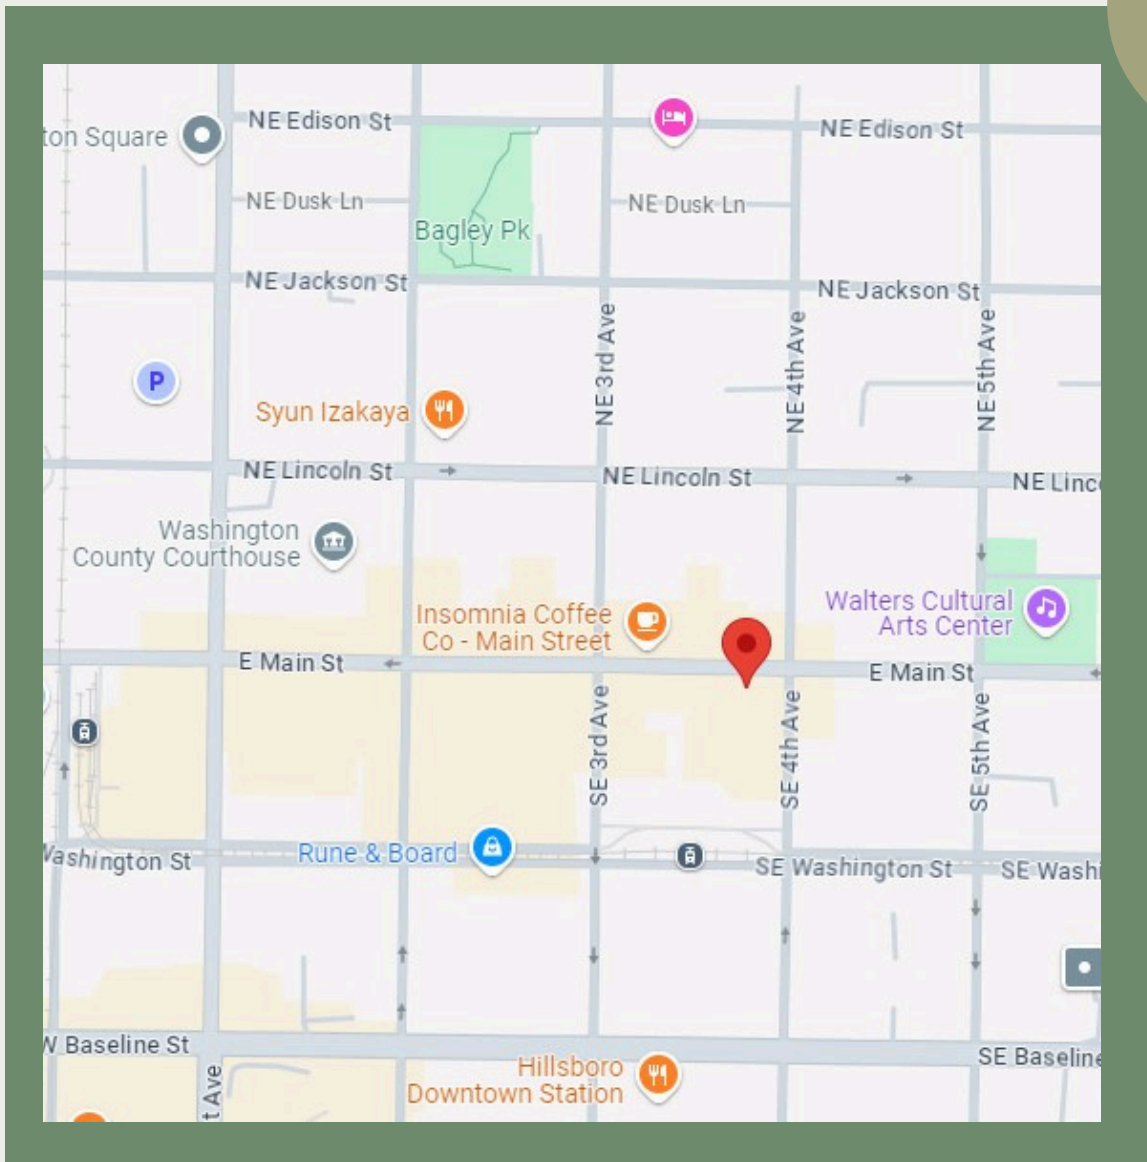 NE Edison St
NE Edison St
ton Square
NE Dusk Ln
NE Dusk Ln
Bagley Pk
NE Jackson St
NE Jackson St
NE 3rd Ave
NE 4th Ave
NE 5th Ave
P
Syun Izakaya
NE Lincoln St
NE Lincoln St
NE Linc
Washington
County Courthouse
Insomnia Coffee
Co - Main Street
Walters Cultural
Arts Center
E Main St
E Main St
SE 3rd Ave
SE 4th Ave
SE 5th Ave
Washington St
Rune & Board
SE Washington St
SE Washi
W Baseline St
SE Baseline
Hillsboro
Downtown Station
t Ave